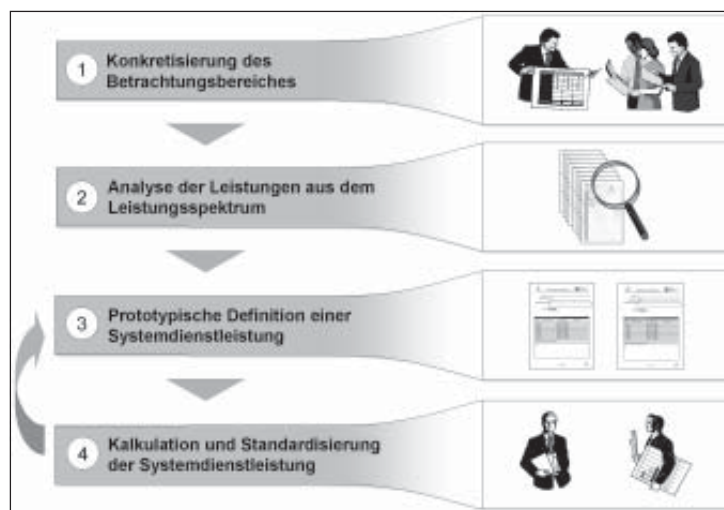 1
Konkretisierung des
Betrachtungsbereiches
2
Analyse der Leistungen aus dem
Leistungsspektrum
3
Prototypische Definition einer
Systemdienstleistung
4
Kalkulation und Standardisierung
der Systemdienstleistung